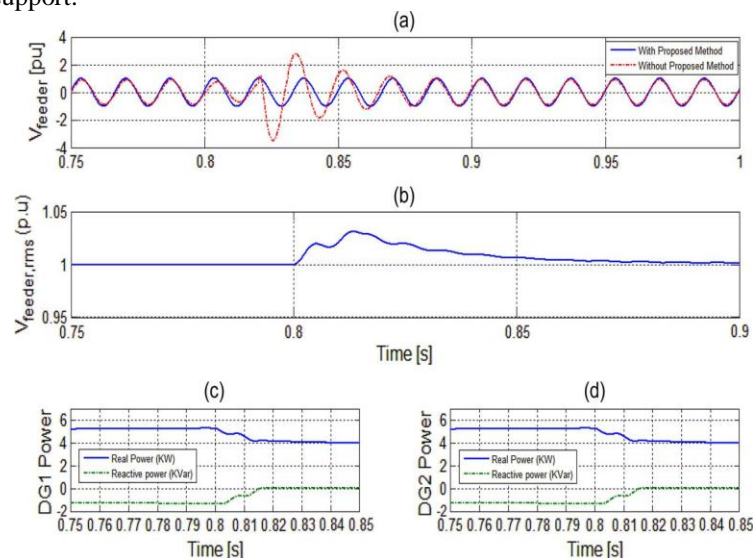 support.
(a)
V feeder [pu]
4
2
0
-2
-4
With Proposed Method
Without Proposed Method
0.75 0.8 0.85 0.9 0.95 1
(b)
V feeder,rms (p.u)
1.05
1
0.95
0.75 0.8 0.85 0.9
Time [s]
(c)
DG1 Power
6
4
2
0
-2
Real Power (KW)
Reactive power (KVar)
0.75 0.76 0.77 0.78 0.79 0.8 0.81 0.82 0.83 0.84 0.85
Time [s]
(d)
DG2 Power
6
4
2
0
-2
Real Power (KW)
Reactive power (KVar)
0.75 0.76 0.77 0.78 0.79 0.8 0.81 0.82 0.83 0.84 0.85
Time [s]